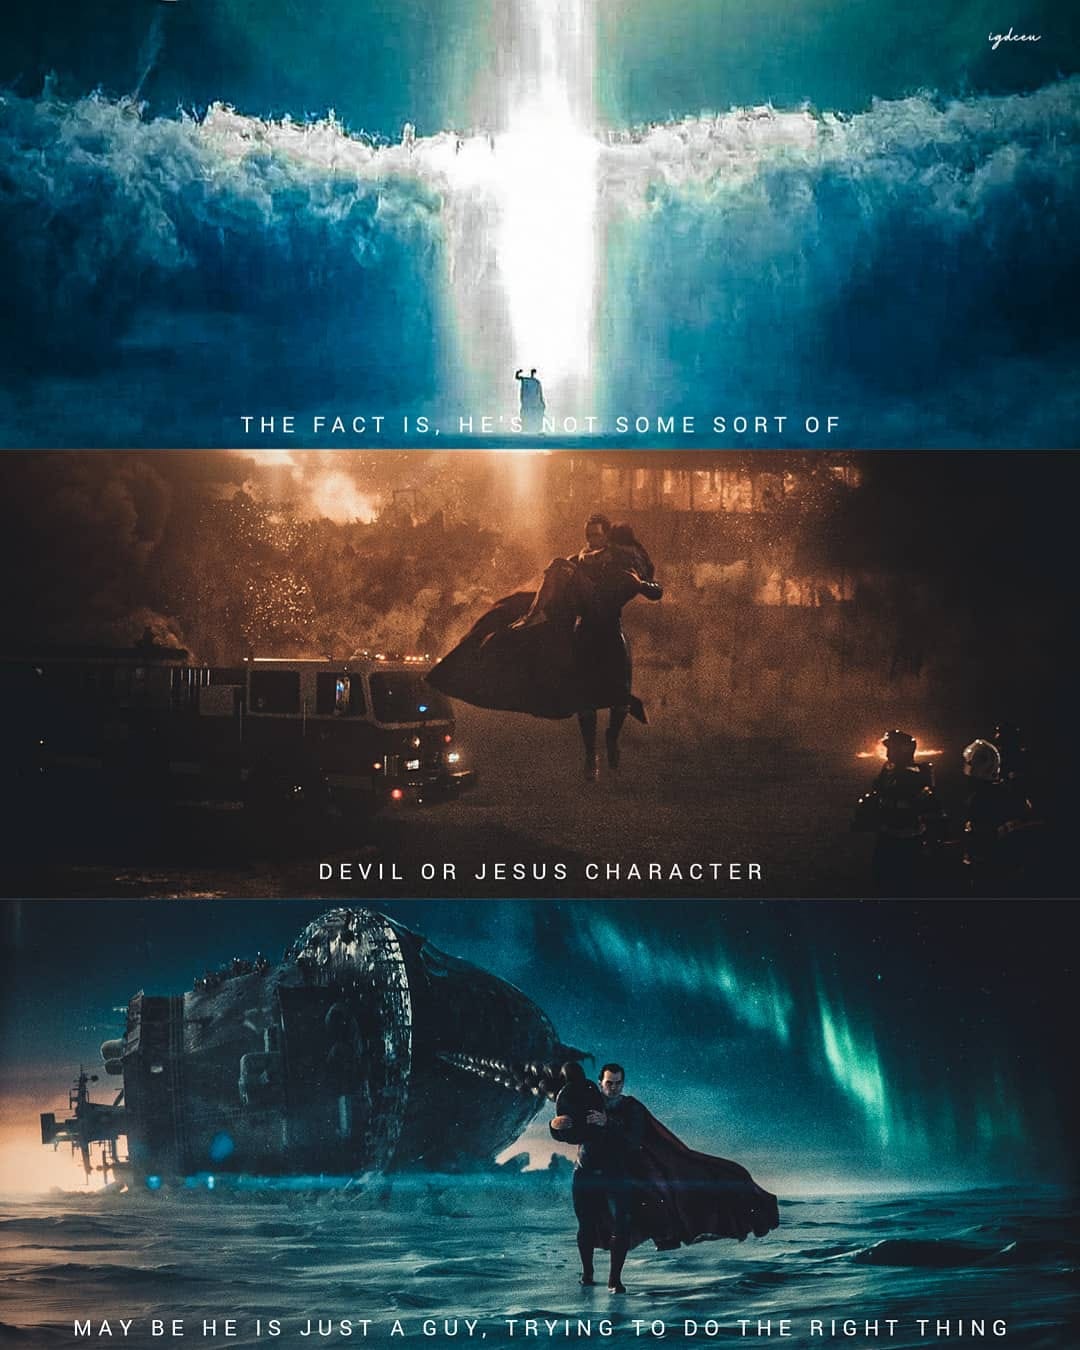 igdceu
THE FACT IS, HE'S NOT SOME SORT OF
DEVIL OR JESUS CHARACTER
MAY BE HE IS JUST A GUY, TRYING TO DO THE RIGHT THING